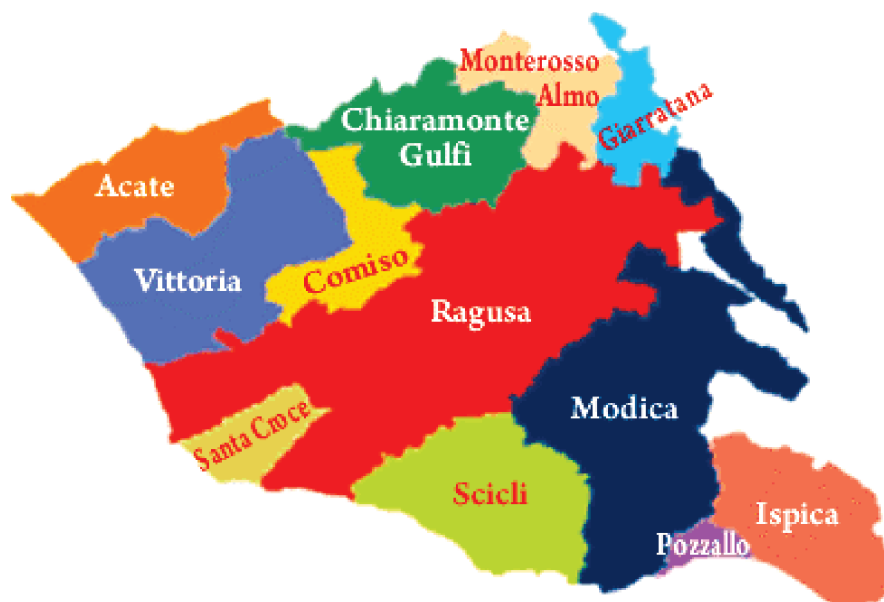 Monterosso
Almo
Giarratana
Chiaramonte
Gulfi
Acate
Vittoria
Comiso
Ragusa
Modica
Santa Croce
Scicli
Ispica
Pozzallo